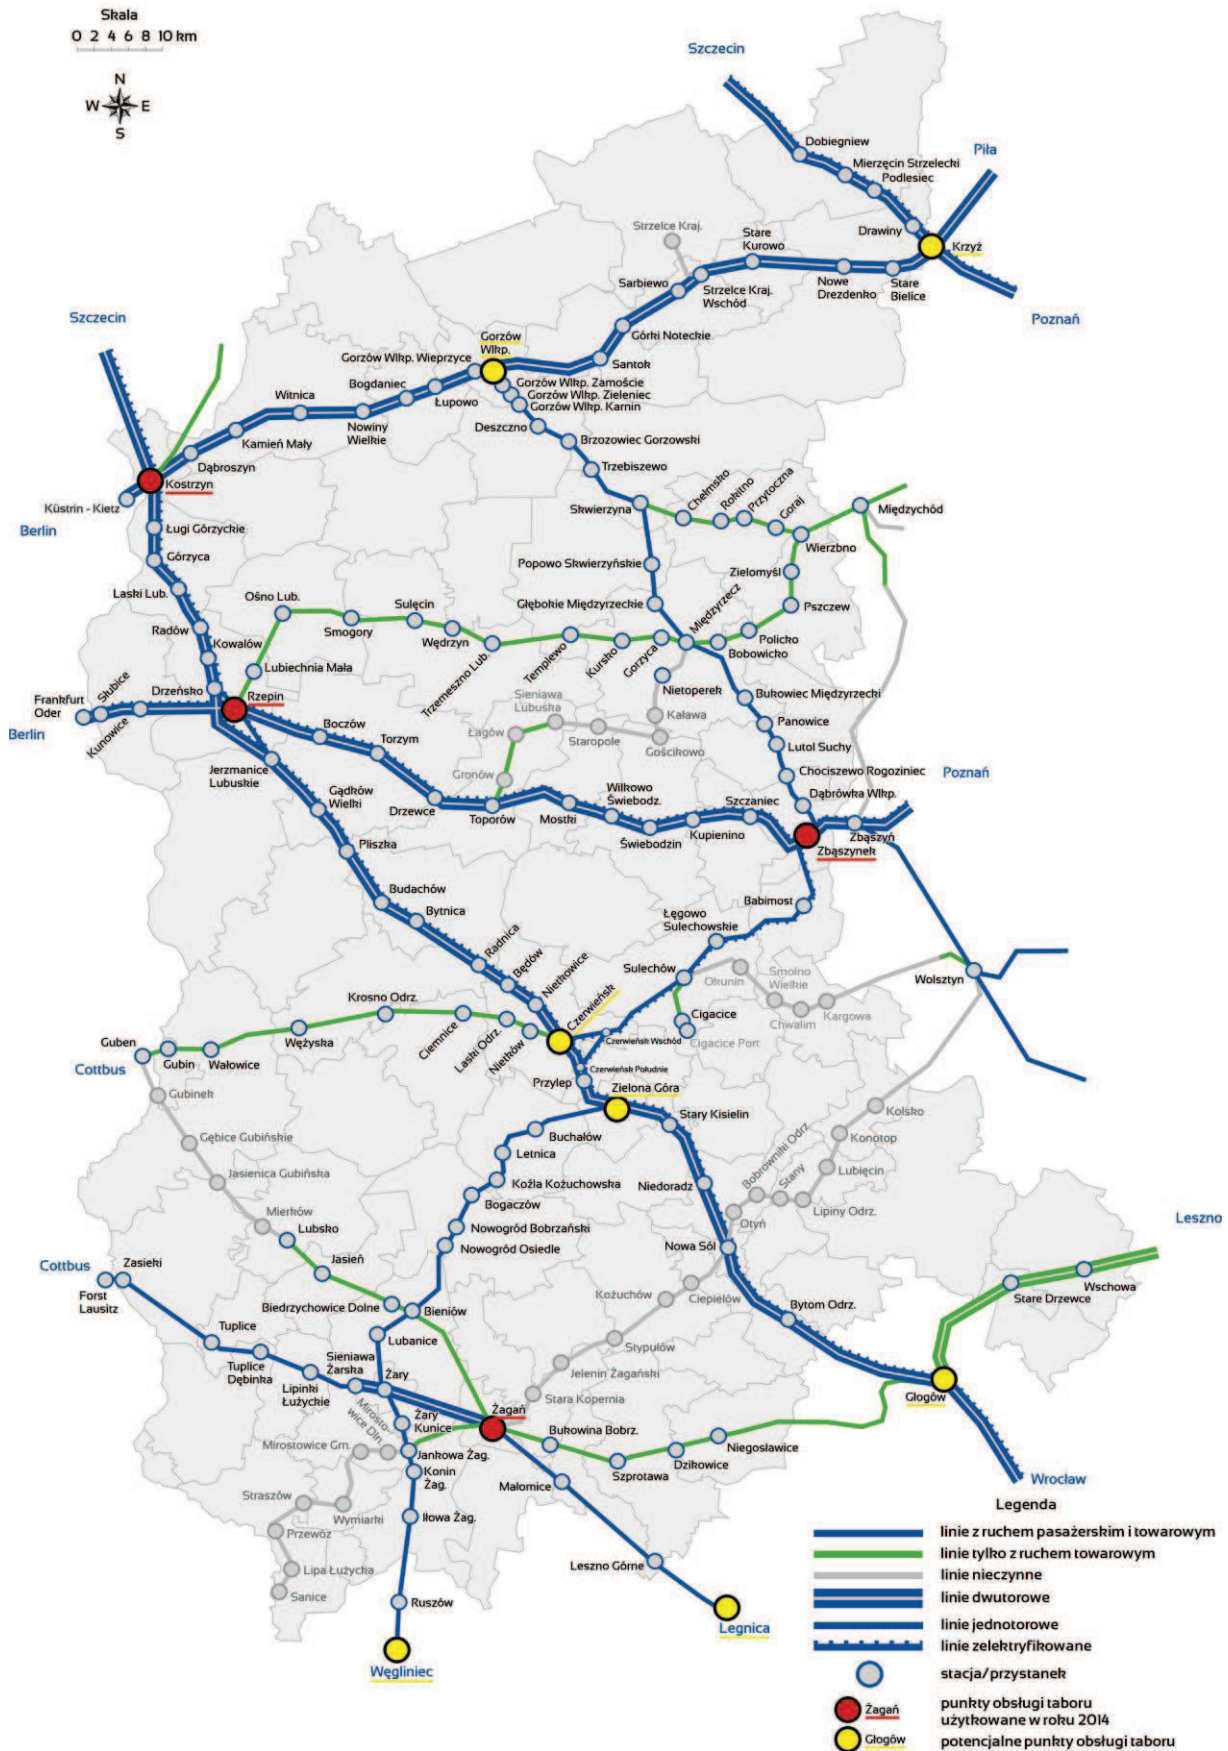 Skala
0 2 4 6 8 10 km
N
W E
S
Szczecin
Dobiegniew
Mierzęcin Strzelecki
Podlesiec
Piła
Drawiny
Krzyż
Strzelce Kraj.
Stare
Kurowo
Sarbiewo
Strzelce Kraj.
Wschód
Nowe
Drezdenko
Stare
Bielice
Poznań
Szczecin
Gorzów
Wlkp.
Górki Noteckie
Santok
Gorzów Wlkp. Wieprzyce
Bogdaniec
Łupowo
Witnica
Nowiny
Wielkie
Kamień Mały
Dąbroszyn
Kostrzyn
Küstrin - Kietz
Berlin
Gorzów Wlkp. Zamoście
Gorzów Wlkp. Zieleniec
Gorzów Wlkp. Karnin
Deszczno
Brzozowiec Gorzowski
Trzebiszewo
Skwierzyna
Chełmsko
Rokitno
Przytoczna
Goraj
Międzychód
Wierzbno
Ługi Górzyckie
Górzyca
Laski Lub.
Radów
Kowalów
Drzeńsko
Popowo Skwierzyńskie
Głębokie Międzyrzeckie
Zielomyśl
Pszczew
Policko
Bobowicko
Międzyrzecz
Ośno Lub.
Smogory
Sulęcin
Wędrzyn
Trzemeszno Lub.
Templewo
Kursko
Gorzyca
Lubiechnia Mała
Rzepin
Frankfurt
Oder
Słubice
Kunowice
Berlin
Nietoperek
Kaława
Gościkowo
Staropole
Sieniawa
Lubuska
Łagów
Gronów
Bukowiec Międzyrzecki
Panowice
Lutol Suchy
Chociszewo Rogoziniec
Dąbrówka Wlkp.
Poznań
Boczów
Torzym
Drzewce
Toporów
Mostki
Wilkowo
Świebodz.
Świebodzin
Kupienino
Szczaniec
Zbąszynek
Zbąszyń
Jerzmanice
Lubuskie
Gądków
Wielki
Pliszka
Budachów
Bytnica
Radnica
Będów
Nietkowice
Czerwieńsk
Babimost
Łęgowo
Sulechowskie
Sulechów
Okunin
Smolno
Wielkie
Chwalim
Kargowa
Wolsztyn
Cigacice
Cigacice Port
Czerwieńsk Wschód
Czerwieńsk Południe
Krosno Odrz.
Wężyska
Ciemnice
Laski Odrz.
Nietków
Guben
Gubin
Wałowice
Cottbus
Przylep
Zielona Góra
Stary Kisielin
Gubinek
Gębice Gubińskie
Jasienica Gubińska
Mierków
Lubsko
Jasień
Biedrzychowice Dolne
Bieniów
Lubanice
Buchałów
Letnica
Koźla Kożuchowska
Bogaczów
Nowogród Bobrzański
Nowogród Osiedle
Niedoradz
Nowa Sól
Otyń
Bobrowniki Odrz.
Stany
Lipiny Odrz.
Lubięcin
Konotop
Kolsko
Leszno
Wschowa
Stare Drzewce
Cottbus
Zasieki
Forst
Lausitz
Tuplice
Tuplice
Dębinka
Lipinki
Łużyckie
Sieniawa
Żarska
Żary
Kożuchów
Ciepielów
Stypułów
Jelenin Żagański
Stara Kopernia
Bytom Odrz.
Głogów
Wrocław
Mirosto-
wice Dln.
Żary
Kunice
Żagań
Mirostowice Grn.
Jankowa Żag.
Konin
Żag.
Iłowa Żag.
Bukowina Bobrz.
Szprotawa
Dzikowice
Niegosławice
Małomice
Leszno Górne
Legnica
Straszów
Wymiarki
Przewóz
Lipa Łużycka
Sanice
Ruszów
Węgliniec
Legenda
linie z ruchem pasażerskim i towarowym
linie tylko z ruchem towarowym
linie nieczynne
linie dwutorowe
linie jednotorowe
linie zelektryfikowane
stacja/przystanek
Żagań
punkty obsługi taboru
użytkowane w roku 2014
Głogów
potencjalne punkty obsługi taboru